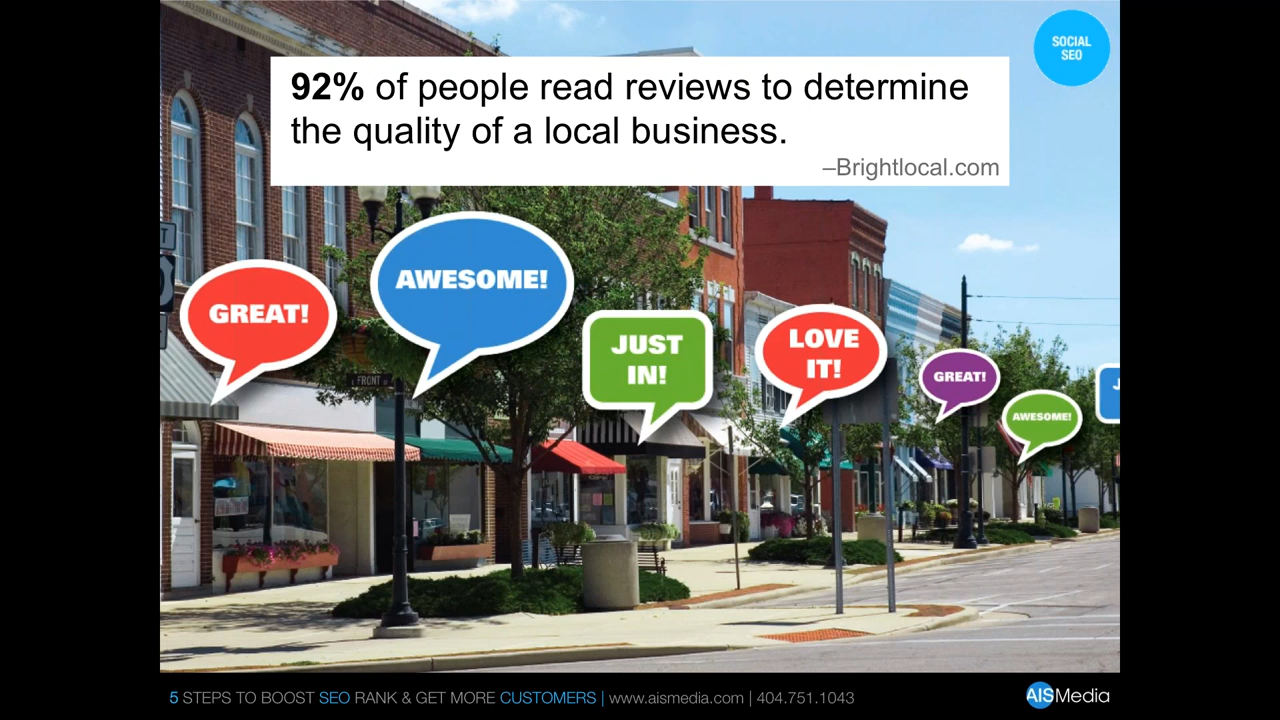 SOCIAL
SEO
92% of people read reviews to determine
the quality of a local business.
–Brightlocal.com
GREAT!
AWESOME!
JUST
IN!
LOVE
IT!
GREAT!
AWESOME!
J
FRONT
5 STEPS TO BOOST SEO RANK & GET MORE CUSTOMERS | www.aismedia.com | 404.751.1043
AISMedia